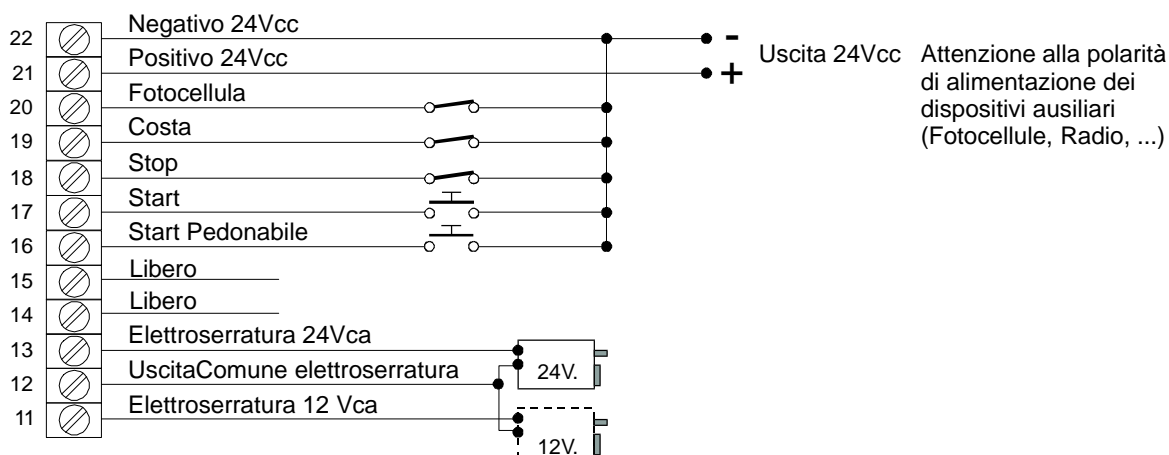 22 Negativo 24Vcc -
21 Positivo 24Vcc +
Uscita 24Vcc
Attenzione alla polarità
di alimentazione dei
dispositivi ausiliari
(Fotocellule, Radio, ...)
20 Fotocellula
19 Costa
18 Stop
17 Start
16 Start Pedonabile
15 Libero
14 Libero
13 Elettroserratura 24Vca
24V.
12 UscitaComune elettroserratura
11 Elettroserratura 12 Vca
12V.